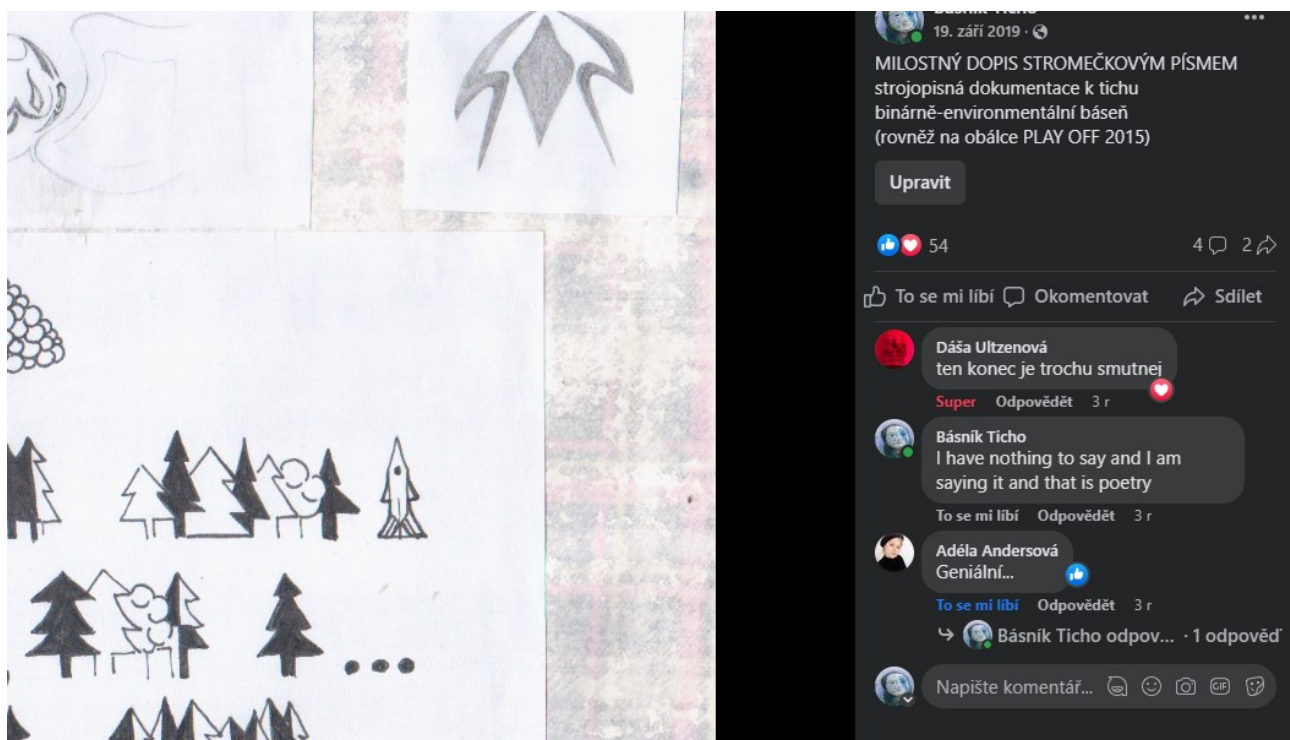 Básník Ticho
19. září 2019 ·
MILOSTNÝ DOPIS STROMEČKOVÝM PÍSMEM
strojopisná dokumentace k tichu
binárně-environmentální báseň
(rovněž na obálce PLAY OFF 2015)
Upravit
54
4 2
To se mi líbí Okomentovat Sdílet
Dáša Ultzenová
ten konec je trochu smutnej
Super Odpovědět 3 r
Básník Ticho
I have nothing to say and I am
saying it and that is poetry
To se mi líbí Odpovědět 3 r
Adéla Andersová
Geniální...
To se mi líbí Odpovědět 3 r
Básník Ticho odpov... · 1 odpověď
Napište komentář...
GIF